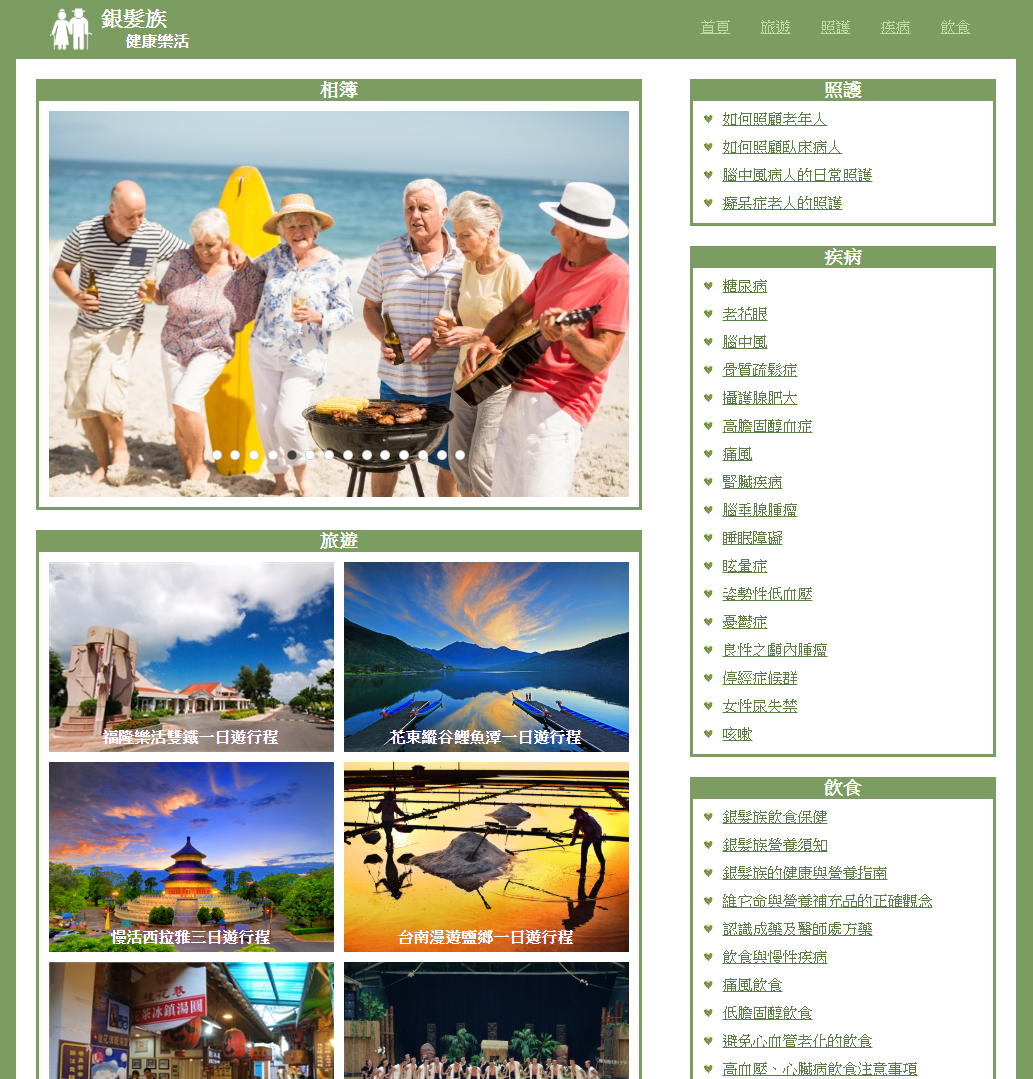 銀髮族
健康樂活
首頁 旅遊 照護 疾病 飲食
相簿
旅遊
福隆樂活雙鐵一日遊行程
花東縱谷鯉魚潭一日遊行程
慢活西拉雅三日遊行程
台南漫遊鹽鄉一日遊行程
桂花巷
茶冰鎮湯圓
照護
如何照顧老年人
如何照顧臥床病人
腦中風病人的日常照護
癡呆症老人的照護
疾病
糖尿病
老花眼
腦中風
骨質疏鬆症
攝護腺肥大
高膽固醇血症
痛風
腎臟疾病
腦垂腺腫瘤
睡眠障礙
眩暈症
姿勢性低血壓
憂鬱症
良性之顱內腫瘤
停經症候群
女性尿失禁
咳嗽
飲食
銀髮族飲食保健
銀髮族營養須知
銀髮族的健康與營養指南
維它命與營養補充品的正確觀念
認識成藥及醫師處方藥
飲食與慢性疾病
痛風飲食
低膽固醇飲食
避免心血管老化的飲食
高血壓、心臟病飲食注意事項